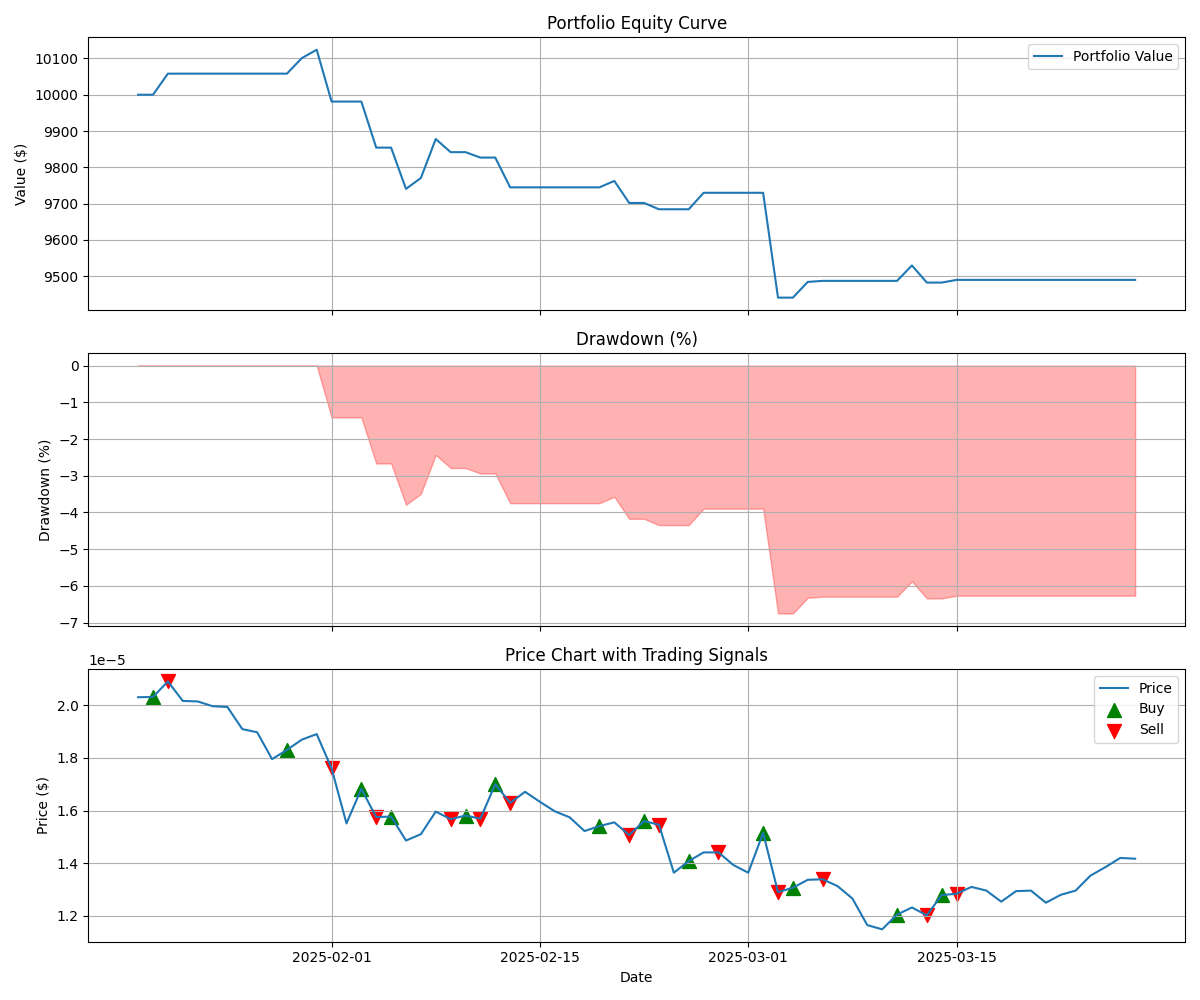 Portfolio Equity Curve
Value ($)
10100
10000
9900
9800
9700
9600
9500
Portfolio Value
Drawdown (%)
Drawdown (%)
0
−1
−2
−3
−4
−5
−6
−7
Price Chart with Trading Signals
1e−5
Price ($)
2.0
1.8
1.6
1.4
1.2
Price
Buy
Sell
2025-02-01
2025-02-15
2025-03-01
2025-03-15
Date